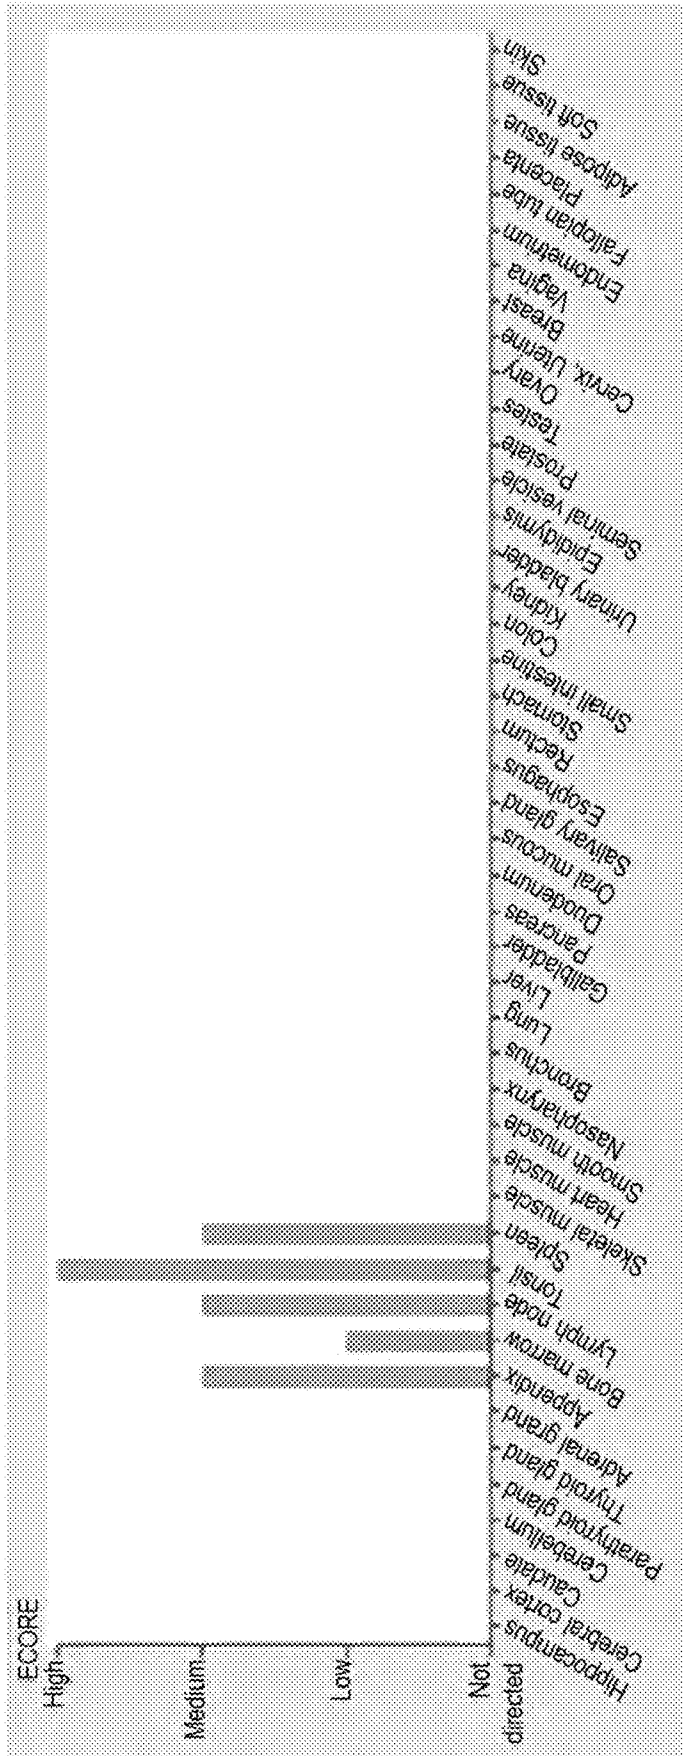 ECORE
High
Medium
Low
Not
directed
Hippocampus
Cerebral cortex
Caudate
Cerebellum
Parathyroid gland
Thyroid gland
Adrenal grand
Appendix
Bone marrow
Lymph node
Tonsil
Spleen
Skeletal muscle
Heart muscle
Smooth muscle
Nasopharynx
Bronchus
Lung
Liver
Gallbladder
Pancreas
Duodenum
Oral mucous
Salivary gland
Esophagus
Rectum
Stomach
Small intestine
Colon
Kidney
Urinary bladder
Epididymis
Seminal vesicle
Prostate
Testes
Ovary
Cervix, Uterine
Breast
Vagina
Endometrium
Fallopian tube
Placenta
Adipose tissue
Soft tissue
Skin